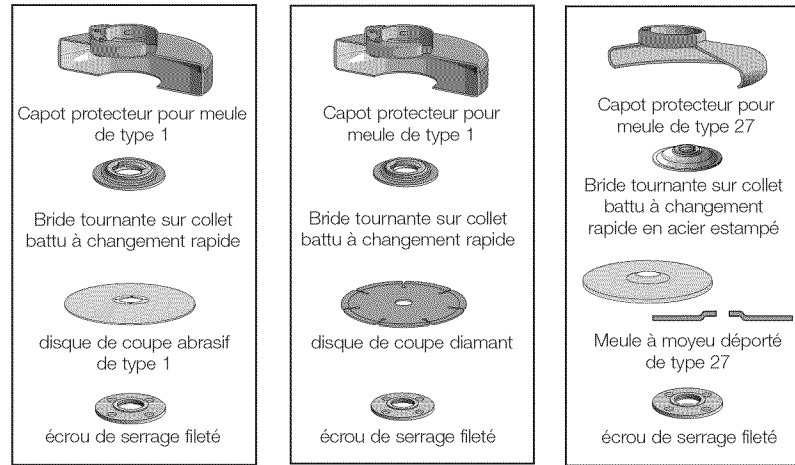 Capot protecteur pour meule
de type 1
Bride tournante sur collet
battu à changement rapide
disque de coupe abrasif
de type 1
écrou de serrage fileté
Capot protecteur pour
meule de type 1
Bride tournante sur collet
battu à changement rapide
disque de coupe diamant
écrou de serrage fileté
Capot protecteur pour
meule de type 27
Bride tournante sur collet
battu à changement
rapide en acier estampé
Meule à moyeu déporté
de type 27
écrou de serrage fileté